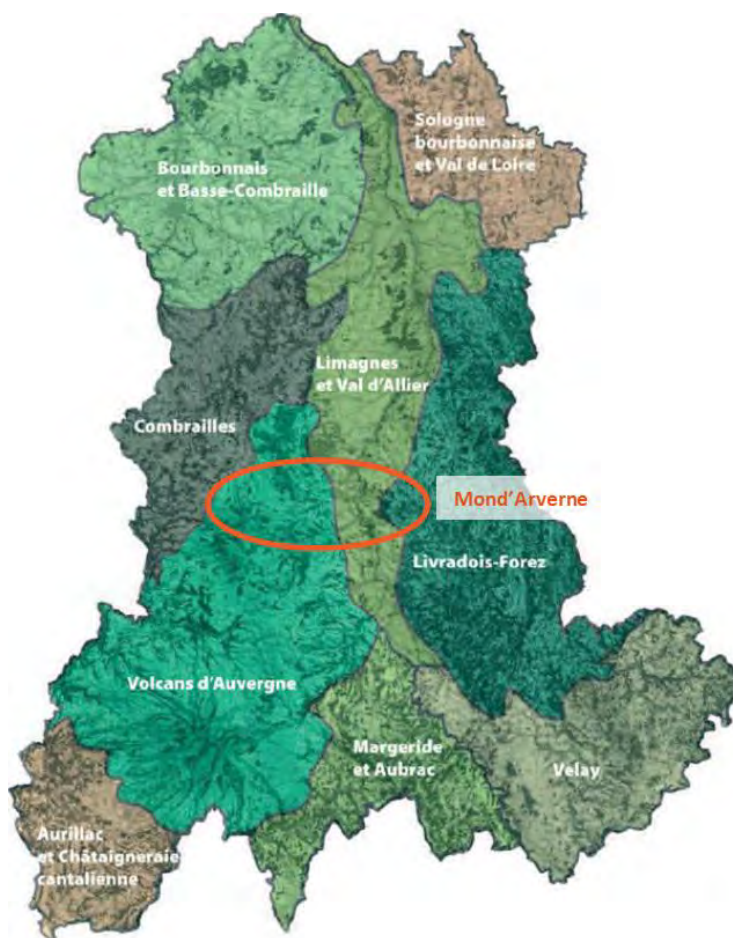 Sologne
bourbonnaise
et Val de Loire
Bourbonnais
et Basse-Combraille
Limagnes
et Val d'Allier
Combrailles
Mond'Arverne
Livradois-Forez
Volcans d'Auvergne
Margeride
et Aubrac
Velay
Aurillac
et Châtaigneraie
cantalienne